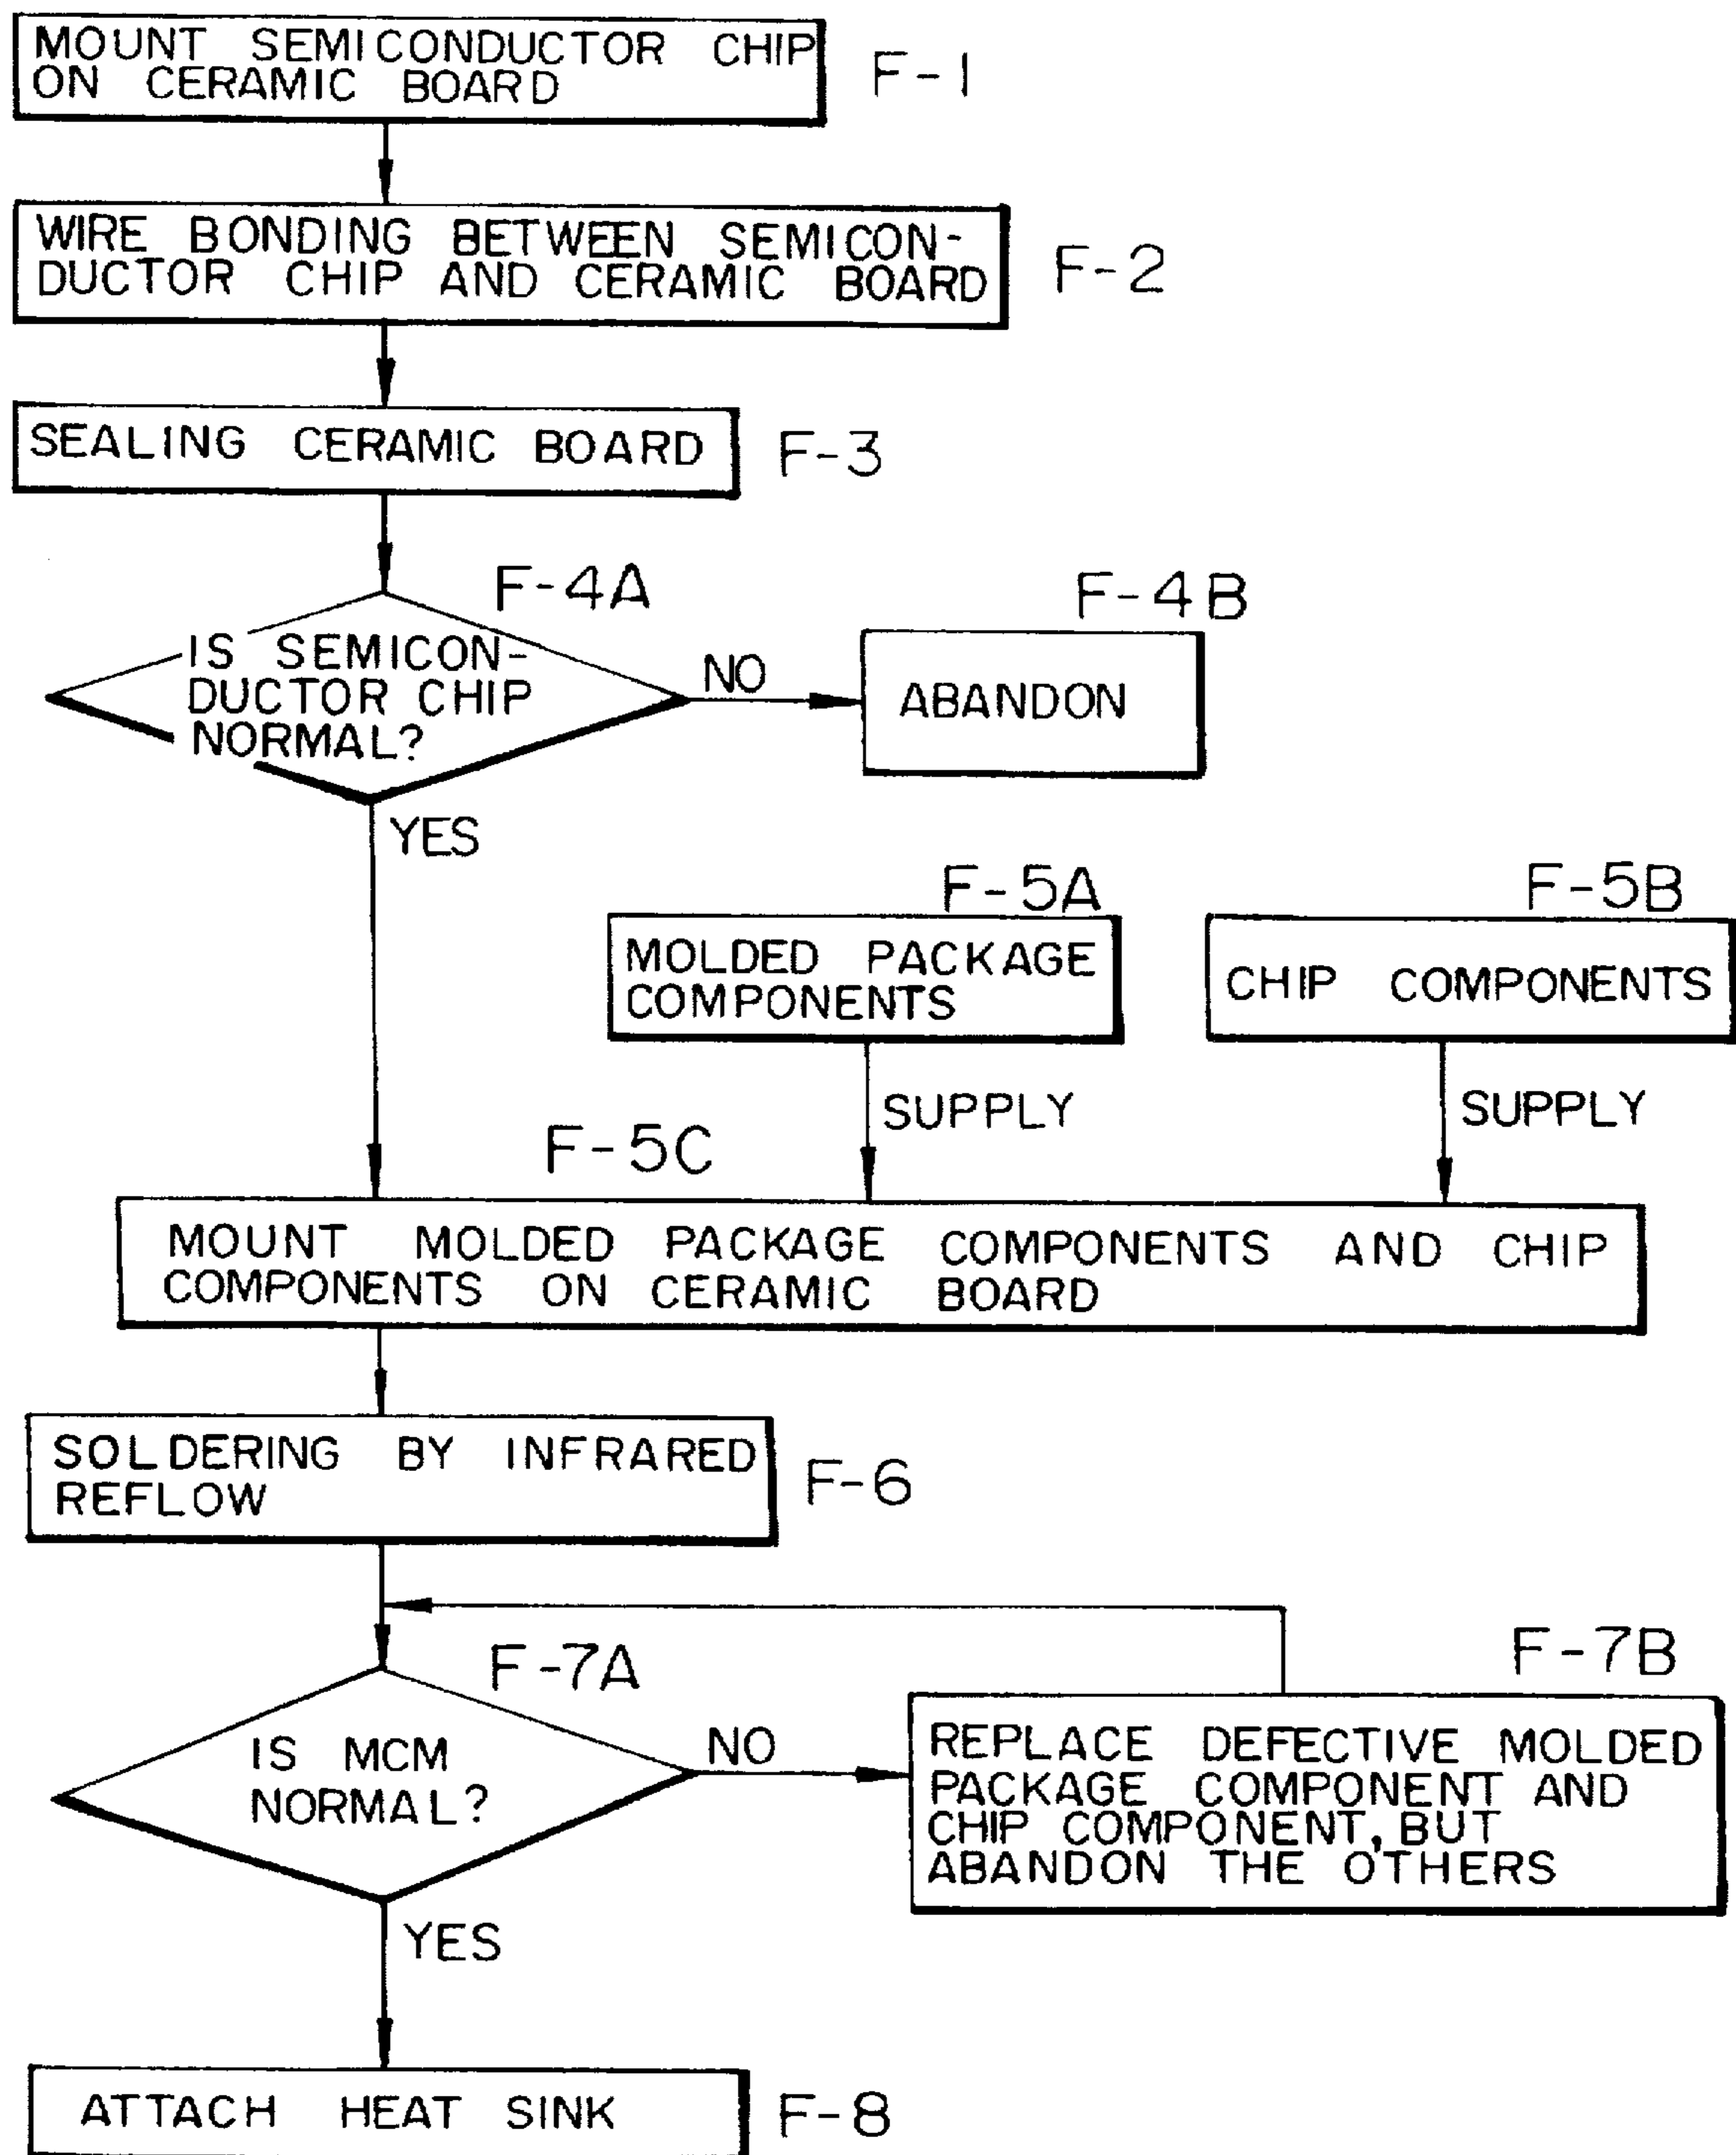 MOUNT SEMICONDUCTOR CHIP
ON CERAMIC BOARD
F-1
WIRE BONDING BETWEEN SEMICON-
DUCTOR CHIP AND CERAMIC BOARD
F-2
SEALING CERAMIC BOARD
F-3
F-4A
IS SEMICON-
DUCTOR CHIP
NORMAL?
NO
F-4B
ABANDON
YES
F-5A
MOLDED PACKAGE
COMPONENTS
SUPPLY
F-5B
CHIP COMPONENTS
SUPPLY
F-5C
MOUNT MOLDED PACKAGE COMPONENTS AND CHIP
COMPONENTS ON CERAMIC BOARD
SOLDERING BY INFRARED
REFLOW
F-6
F-7A
IS MCM
NORMAL?
NO
F-7B
REPLACE DEFECTIVE MOLDED
PACKAGE COMPONENT AND
CHIP COMPONENT, BUT
ABANDON THE OTHERS
YES
ATTACH HEAT SINK
F-8